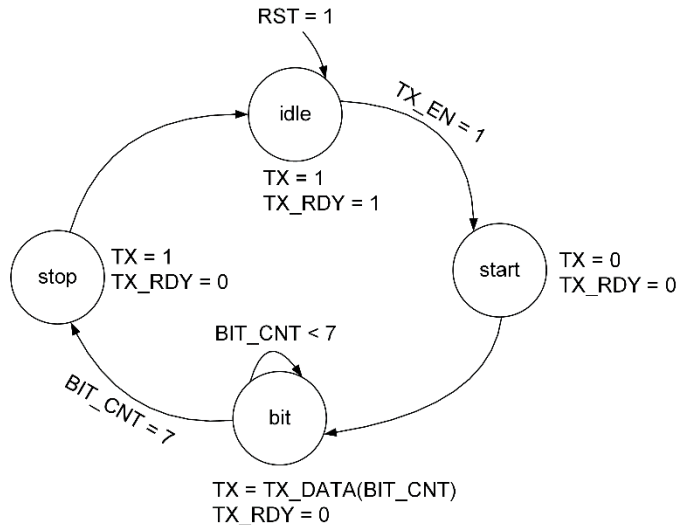 RST = 1
idle
TX_EN = 1
TX = 1
TX_RDY = 1
stop
TX = 1
TX_RDY = 0
start
TX = 0
TX_RDY = 0
BIT_CNT < 7
BIT_CNT = 7
bit
TX = TX_DATA(BIT_CNT)
TX_RDY = 0